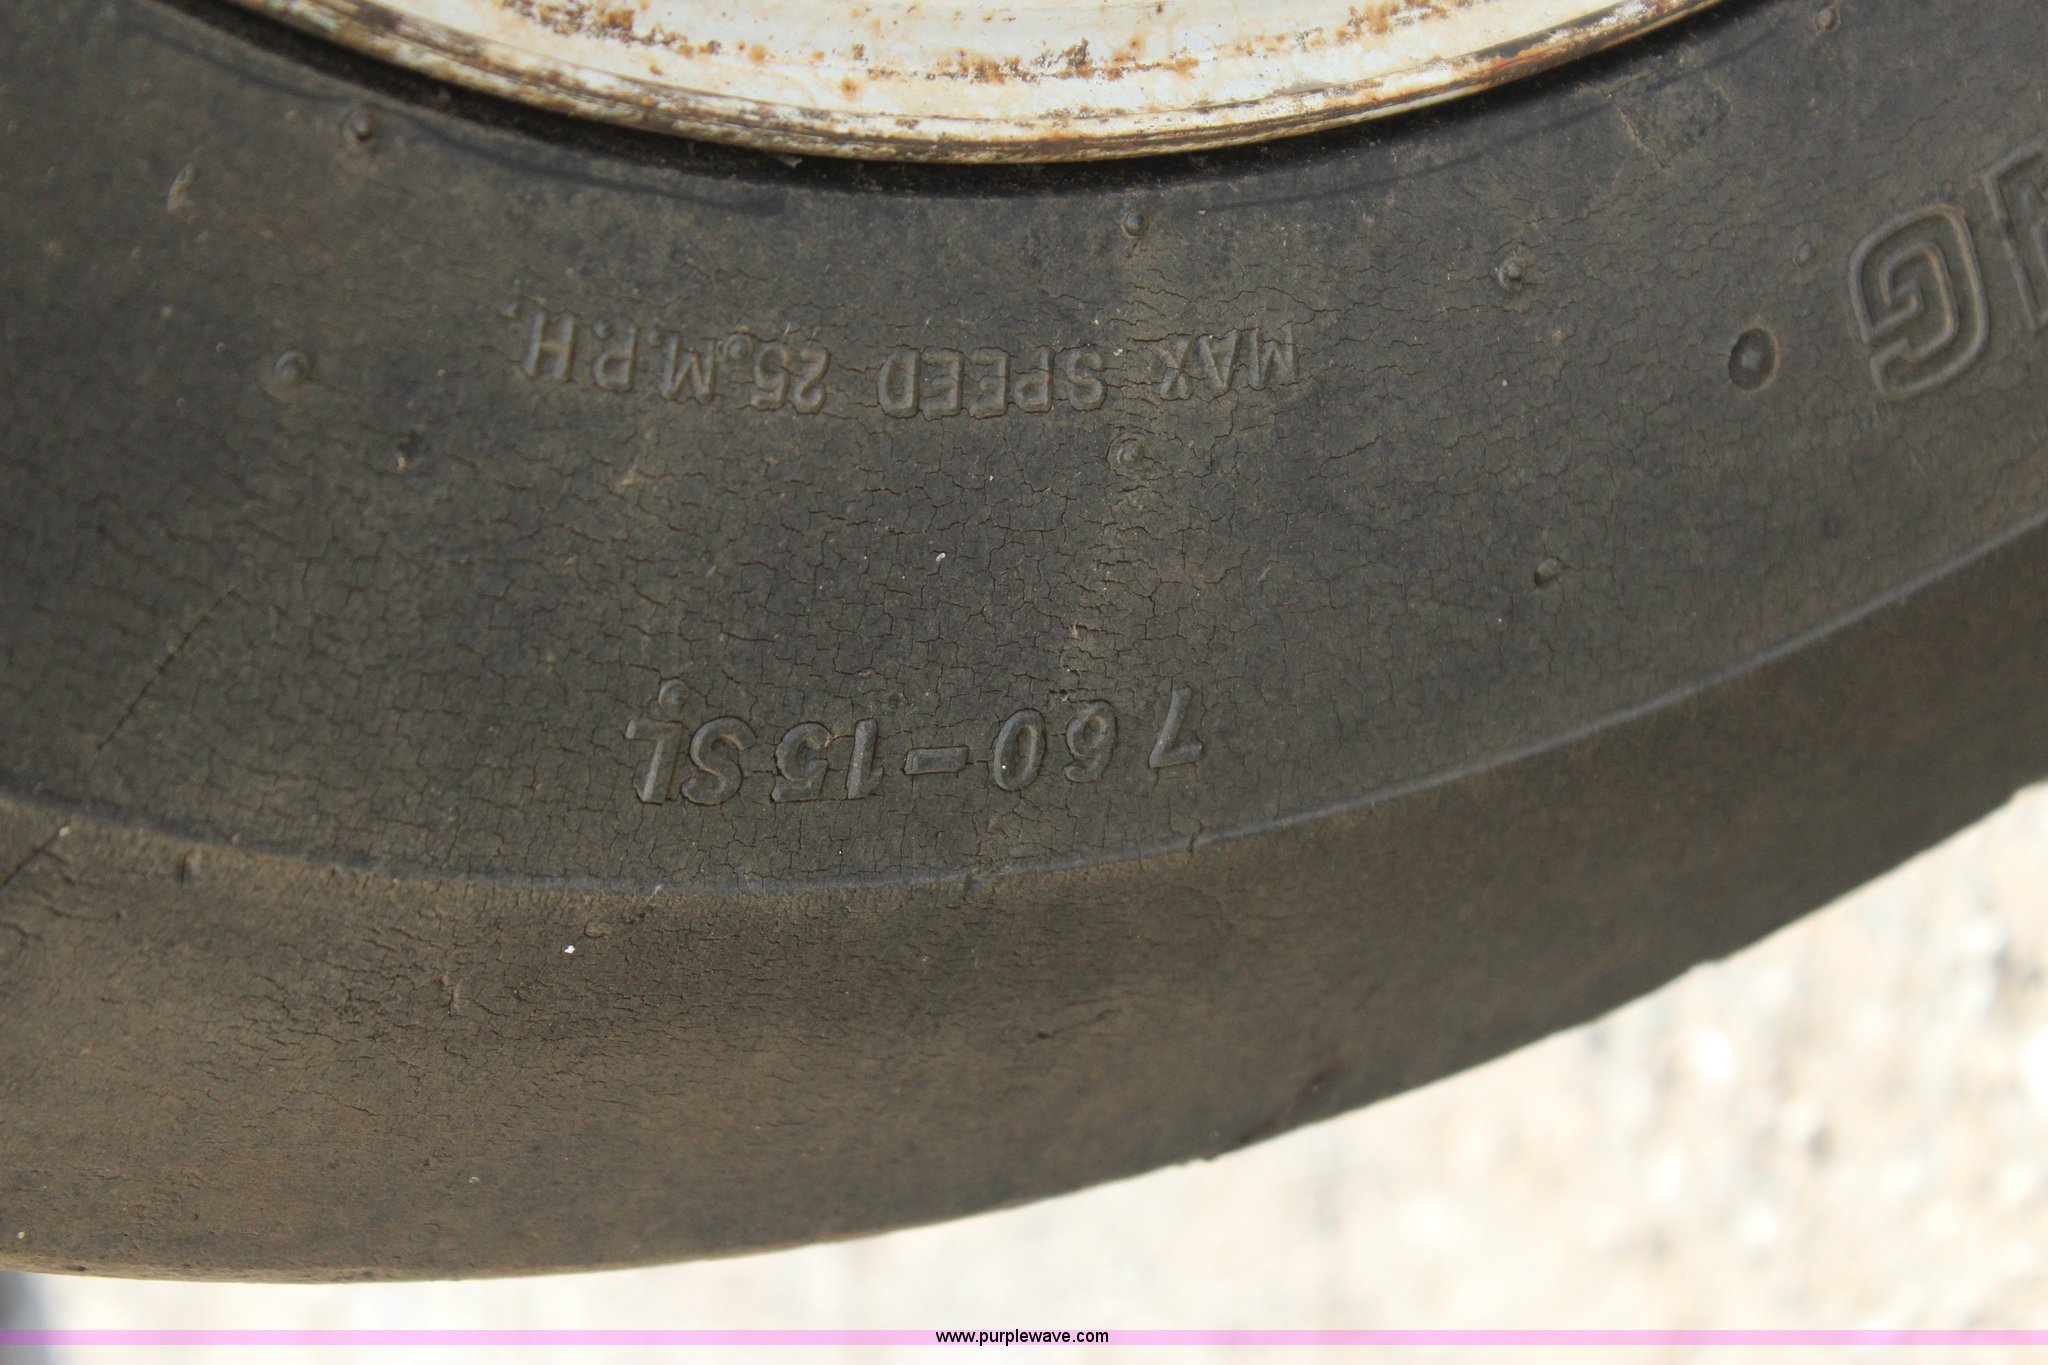 MAX SPEED 25 M.P.H.
760-15SL
www.purplewave.com